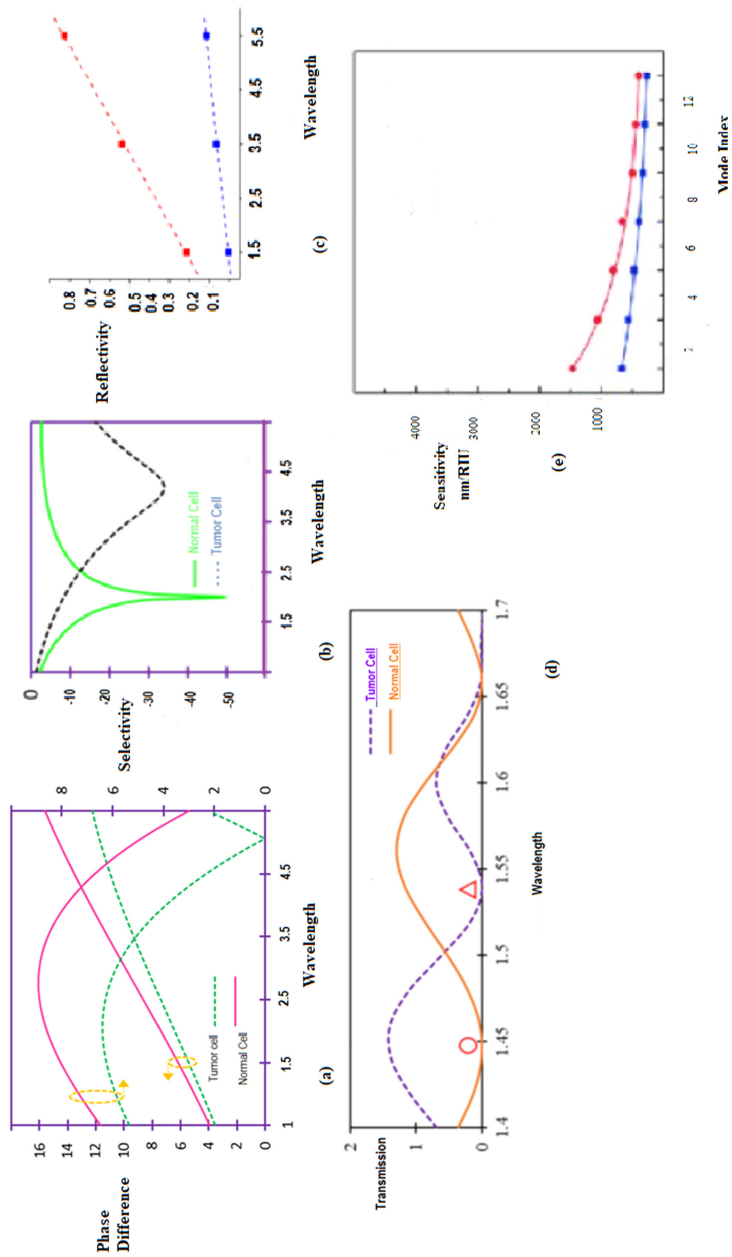 16
14
12
10
8
6
4
2
0
8
6
4
2
0
Phase
Difference
Tumor cell
Normal Cell
1
1.5
2.5
3.5
4.5
Wavelength
(a)
0
-10
-20
-30
-40
-50
Selectivity
Normal Cell
Tumor Cell
1.5
2.5
3.5
4.5
Wavelength
(b)
0.8
0.7
0.6
0.5
0.4
0.3
0.2
0.1
Reflectivity
1.5
2.5
3.5
4.5
5.5
Wavelength
(c)
2
1
0
Transmission
Tumor Cell
Normal Cell
1.4
1.45
1.5
1.55
1.6
1.65
1.7
Wavelength
(d)
4000
3000
2000
1000
Sensitivity
nm/RIU
4
6
8
10
12
Mode Index
(e)